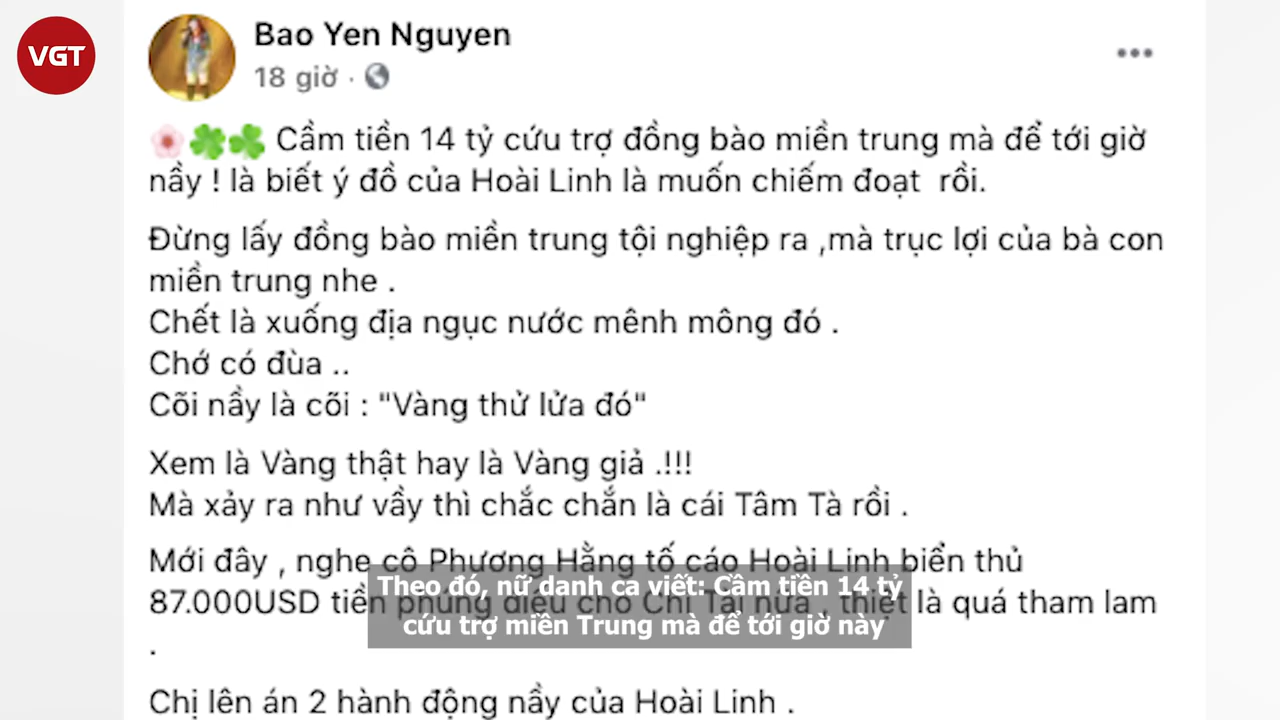 VGT
Bao Yen Nguyen
18 giờ ·
Cầm tiền 14 tỷ cứu trợ đồng bào miền trung mà để tới giờ
nầy ! là biết ý đồ của Hoài Linh là muốn chiếm đoạt rồi.
Đừng lấy đồng bào miền trung tội nghiệp ra ,mà trục lợi của bà con
miền trung nhe .
Chết là xuống địa ngục nước mênh mông đó .
Chớ có đùa ..
Cõi nầy là cõi : "Vàng thử lửa đó"
Xem là Vàng thật hay là Vàng giả .!!!
Mà xảy ra như vầy thì chắc chắn là cái Tâm Tà rồi .
Mới đây , nghe cô Phương Hằng tố cáo Hoài Linh biển thủ
87.000USD tiền phúng điếu cho Chí Tài nữa , thiệt là quá tham lam
.
Theo đó, nữ danh ca viết: Cầm tiền 14 tỷ
cứu trợ miền Trung mà để tới giờ này
Chị lên án 2 hành động nầy của Hoài Linh .